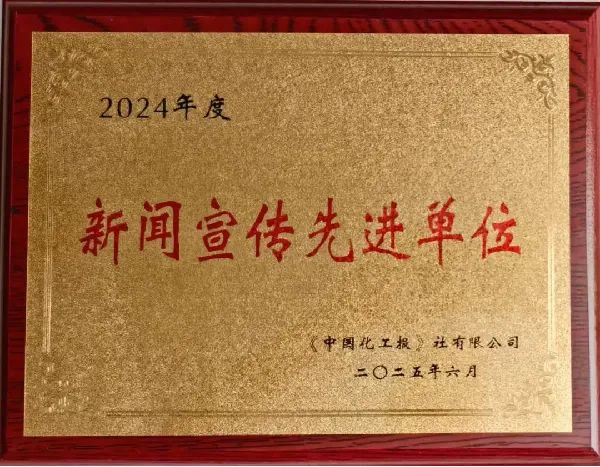 2024年度
新闻宣传先进单位
《中国化工报》社有限公司
二〇二五年六月